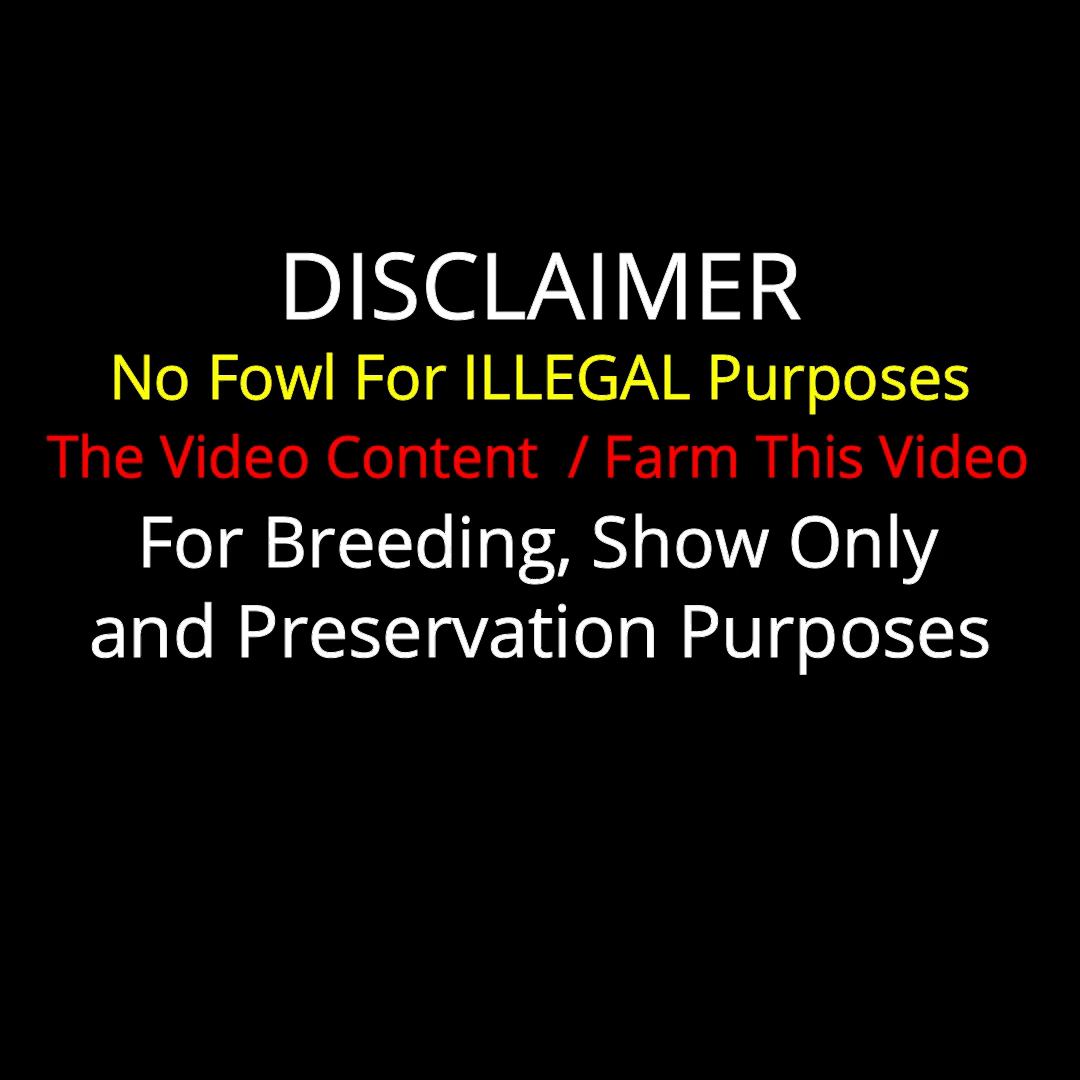 DISCLAIMER
No Fowl For ILLEGAL Purposes
The Video Content / Farm This Video
For Breeding, Show Only
and Preservation Purposes